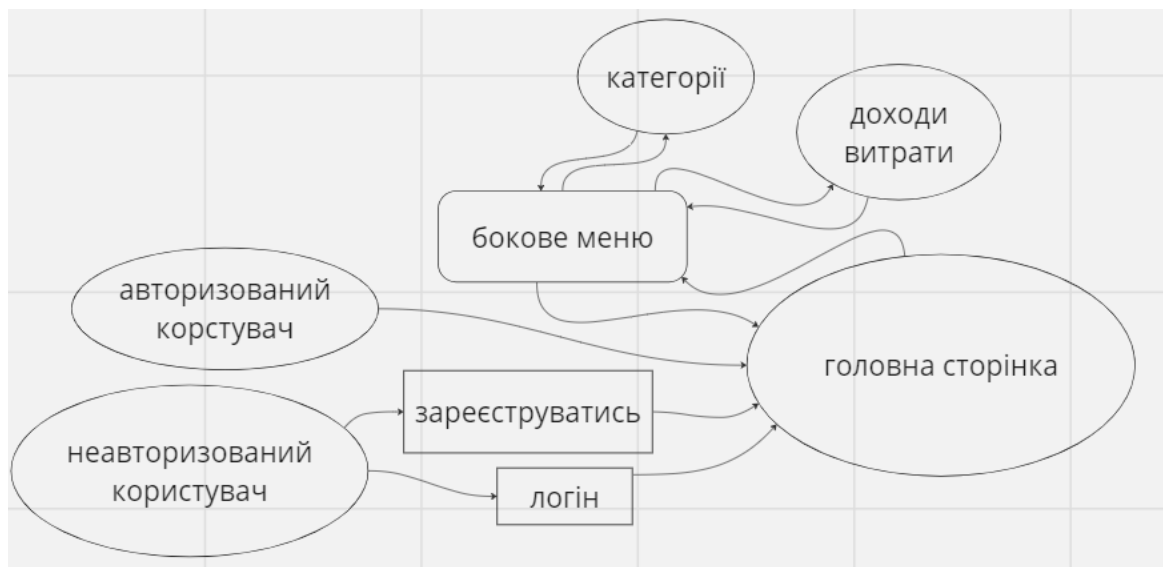 категорії
доходи
витрати
бокове меню
авторизований
корстувач
головна сторінка
зареєструватись
неавторизований
користувач
логін